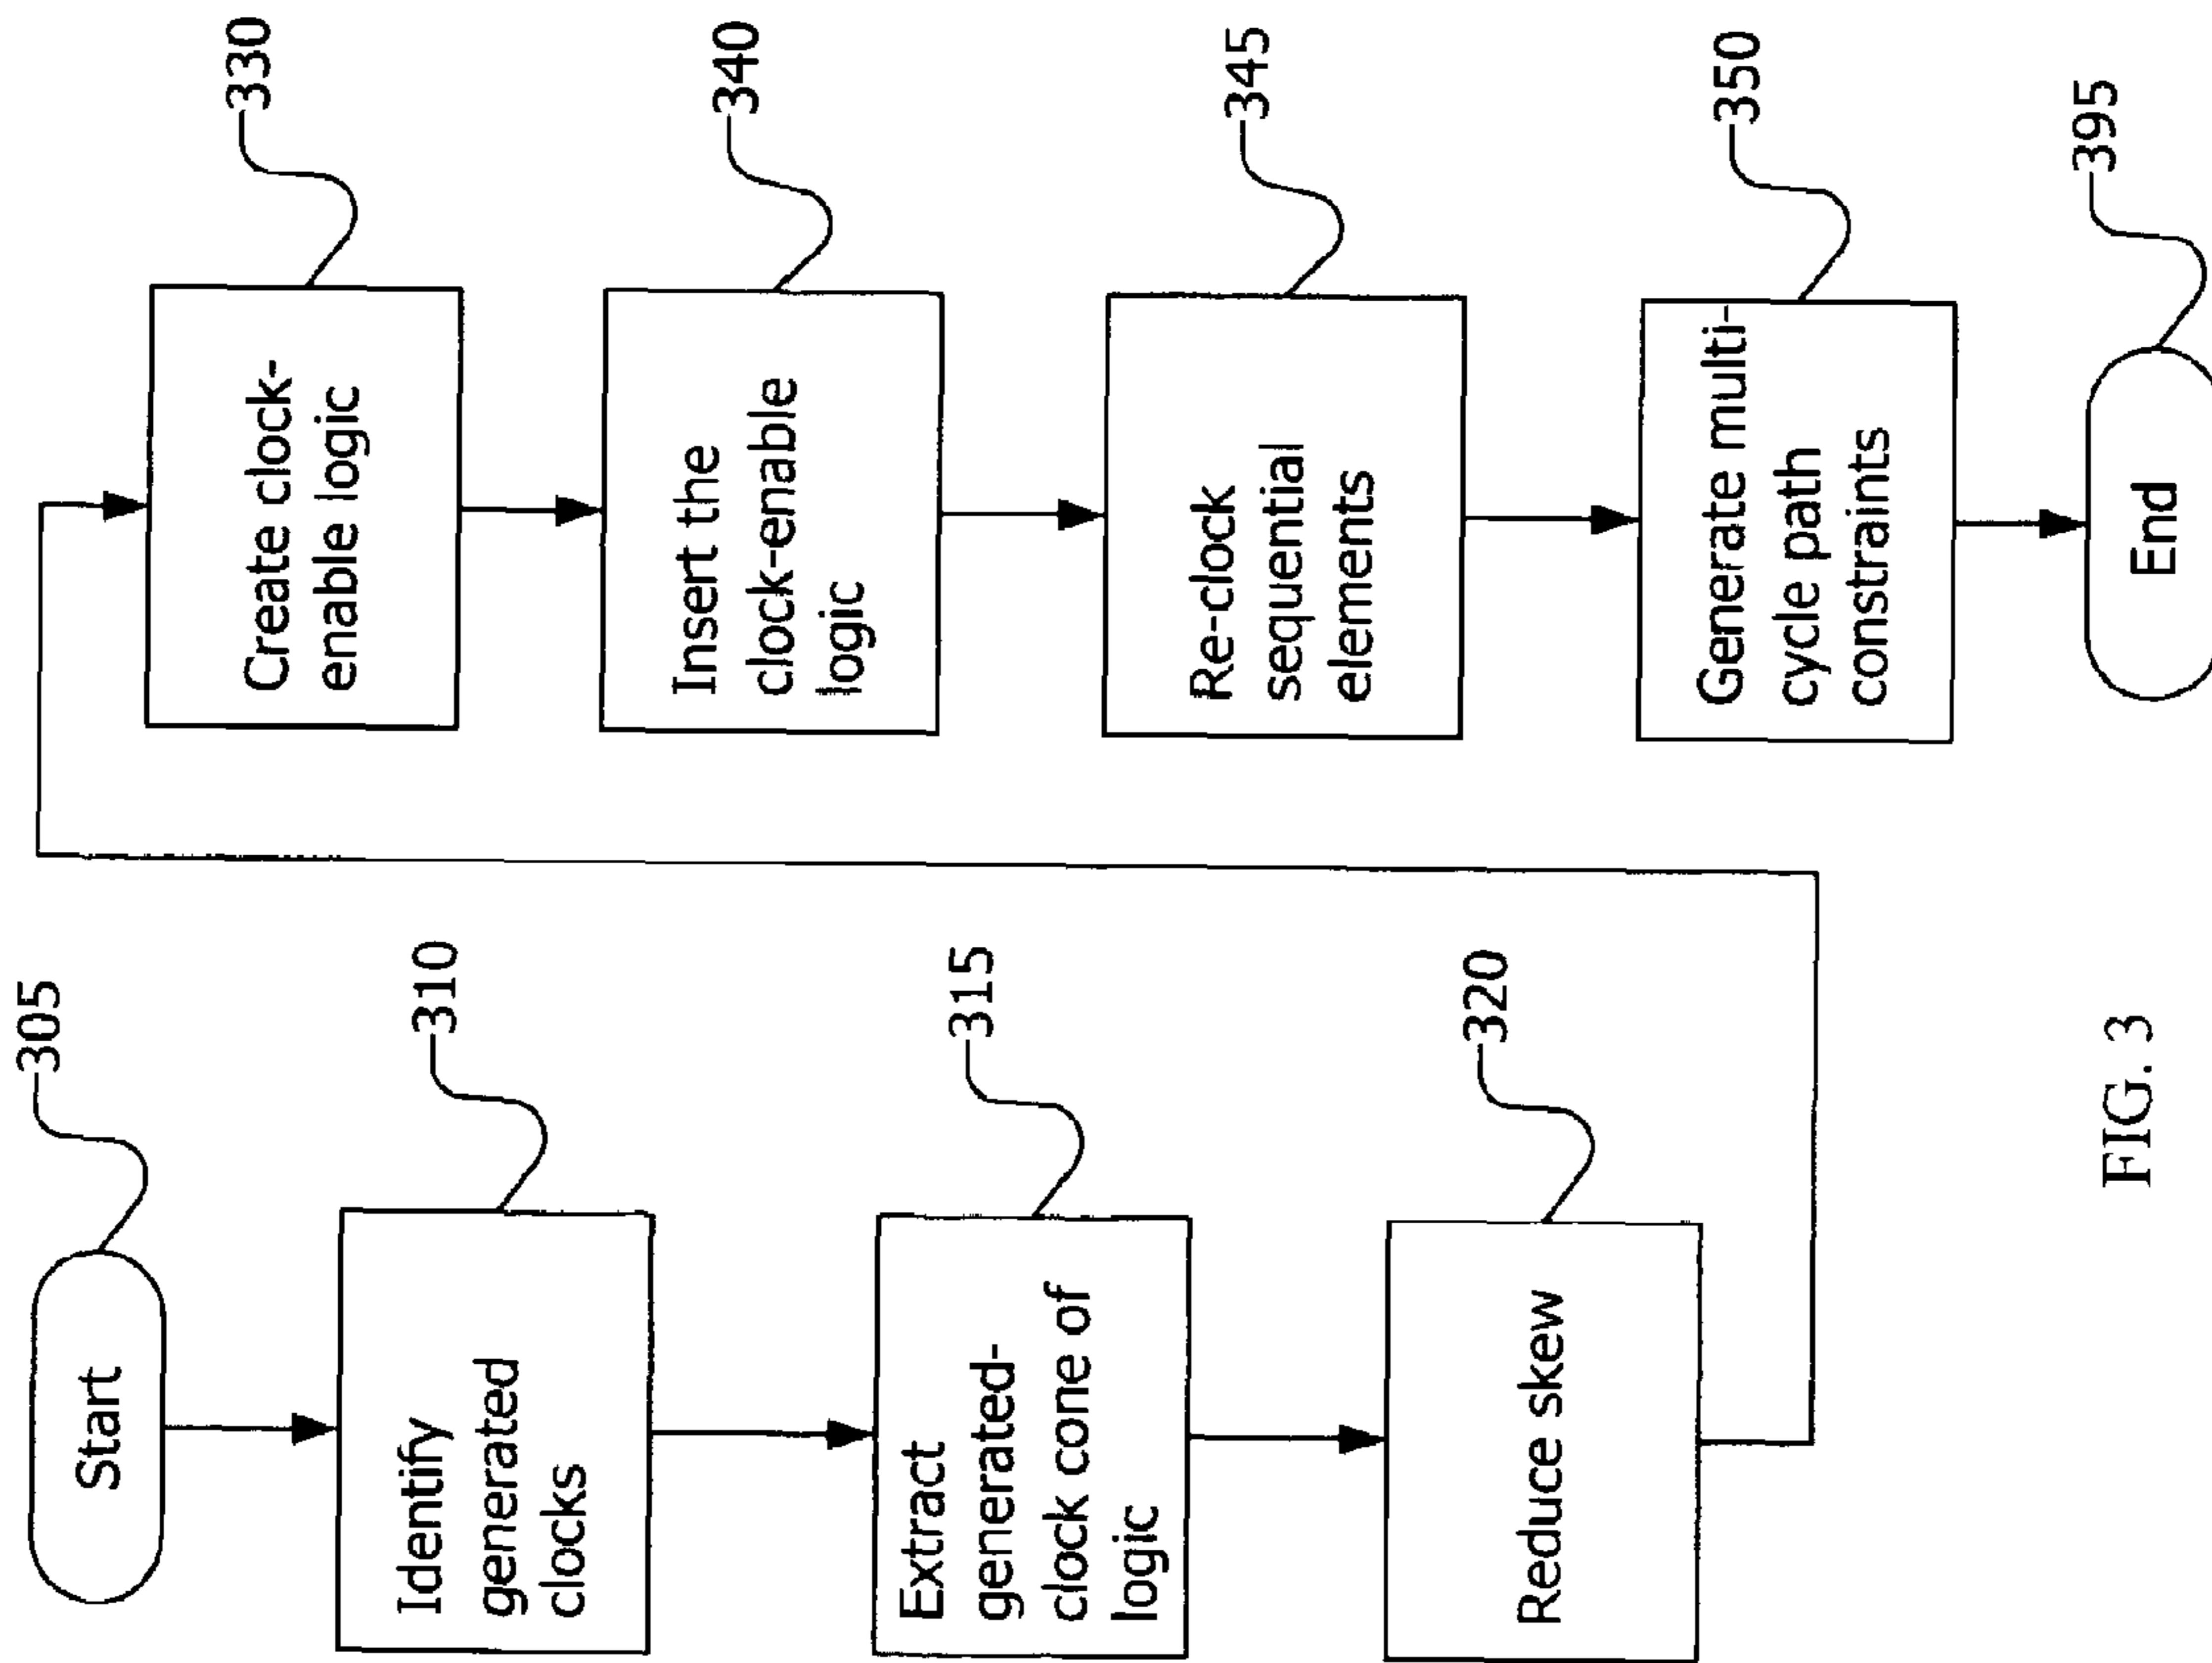 305
Start
310
Identify
generated
clocks
315
Extract
generated-
clock cone of
logic
320
Reduce skew
330
Create clock-
enable logic
340
Insert the
clock-enable
logic
345
Re-clock
sequential
elements
350
Generate multi-
cycle path
constraints
395
End
FIG. 3